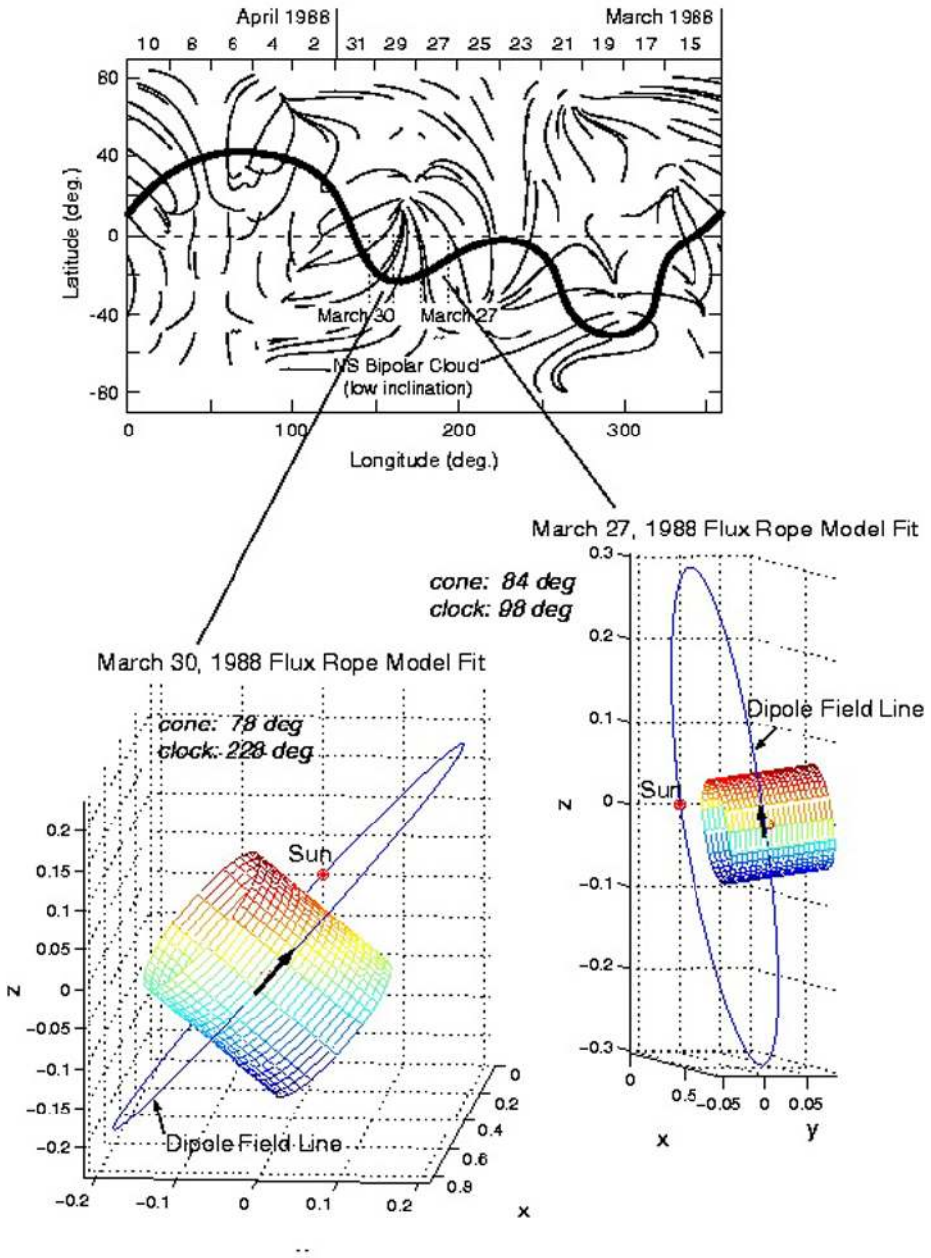 April 1988 March 1988
10 8 6 4 2 31 29 27 25 23 21 19 17 15
80
40
0
-40
-80
Latitude (deg.)
March 30 March 27
NS Bipolar Cloud
(low inclination)
0 100 200 300
Longitude (deg.)
March 27, 1988 Flux Rope Model Fit
cone: 84 deg
clock: 98 deg
0.3
0.2
0.1
0
-0.1
-0.2
-0.3
z
Dipole Field Line
Sun
0 0.5 -0.05 0 0.05
x y
March 30, 1988 Flux Rope Model Fit
cone: 78 deg
clock: 228 deg
0.2
0.15
0.1
0.05
0
-0.05
-0.1
-0.15
-0.2
z
Sun
Dipole Field Line
0
0.2
0.4
0.6
0.8
-0.2 -0.1 0 0.1 0.2
x